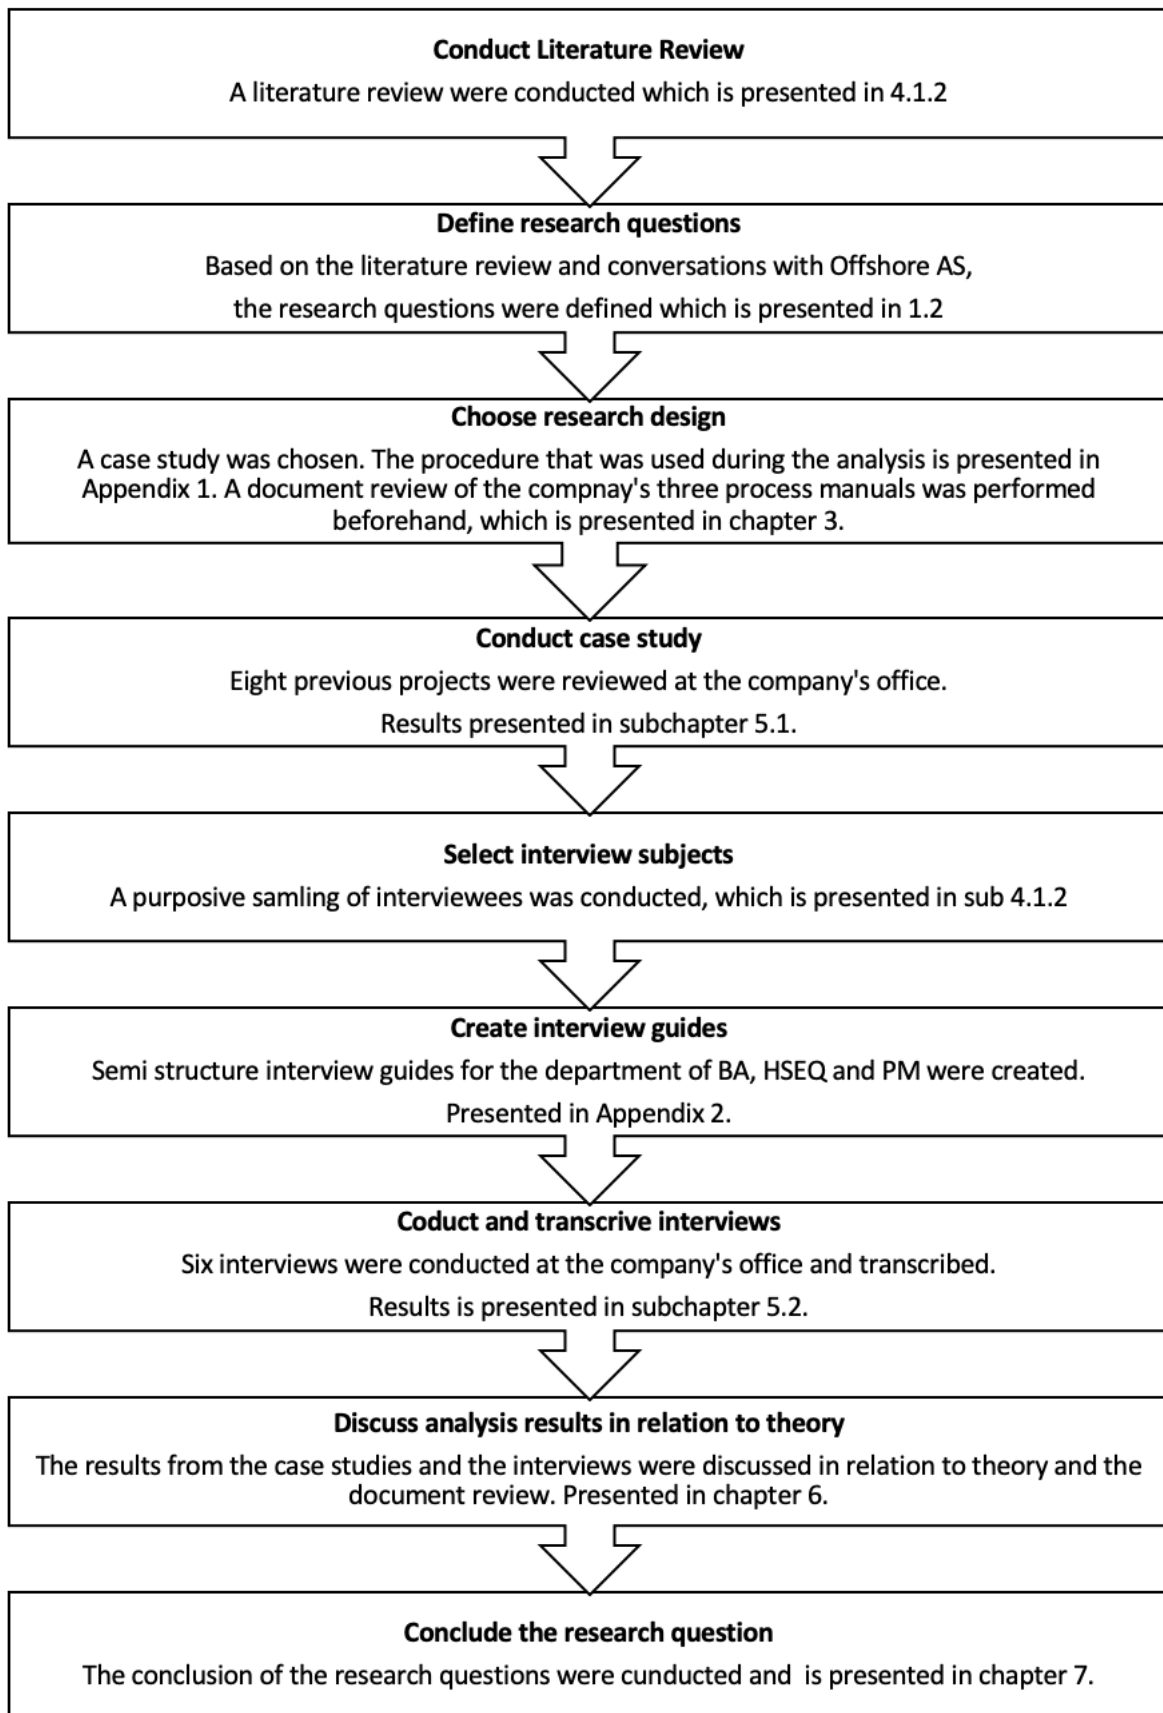 Conduct Literature Review
A literature review were conducted which is presented in 4.1.2
Define research questions
Based on the literature review and conversations with Offshore AS,
the research questions were defined which is presented in 1.2
Choose research design
A case study was chosen. The procedure that was used during the analysis is presented in
Appendix 1. A document review of the compnay's three process manuals was performed
beforehand, which is presented in chapter 3.
Conduct case study
Eight previous projects were reviewed at the company's office.
Results presented in subchapter 5.1.
Select interview subjects
A purposive samling of interviewees was conducted, which is presented in sub 4.1.2
Create interview guides
Semi structure interview guides for the department of BA, HSEQ and PM were created.
Presented in Appendix 2.
Coduct and transcrive interviews
Six interviews were conducted at the company's office and transcribed.
Results is presented in subchapter 5.2.
Discuss analysis results in relation to theory
The results from the case studies and the interviews were discussed in relation to theory and the
document review. Presented in chapter 6.
Conclude the research question
The conclusion of the research questions were cunducted and  is presented in chapter 7.